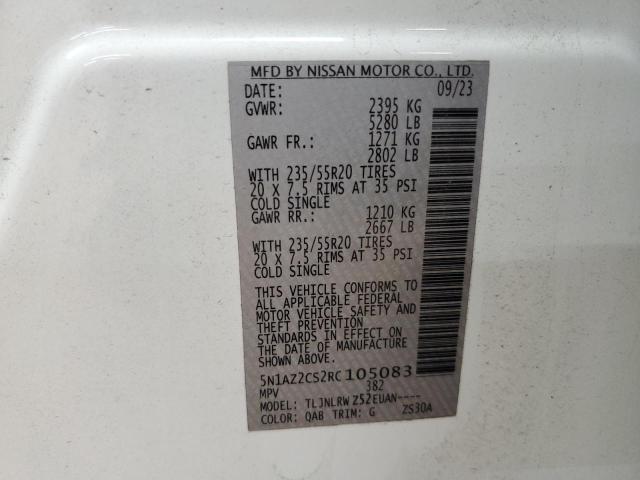 MFD BY NISSAN MOTOR CO., LTD.
DATE: 09/23
GVWR: 2395 KG
5280 LB
GAWR FR.: 1271 KG
2802 LB
WITH 235/55R20 TIRES
20 X 7.5 RIMS AT 35 PSI
COLD SINGLE
GAWR RR.: 1210 KG
2667 LB
WITH 235/55R20 TIRES
20 X 7.5 RIMS AT 35 PSI
COLD SINGLE
THIS VEHICLE CONFORMS TO
ALL APPLICABLE FEDERAL
MOTOR VEHICLE SAFETY AND
THEFT PREVENTION
STANDARDS IN EFFECT ON
THE DATE OF MANUFACTURE
SHOWN ABOVE.
5N1AZ2CS2RC105083
MPV 382
MODEL: TLJNLRW Z52EUAN----
COLOR: QAB TRIM: G ZS30A